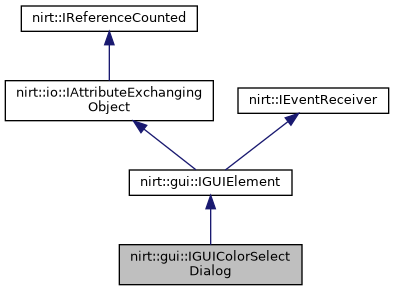 nirt::IReferenceCounted
nirt::io::IAttributeExchanging
Object
nirt::IEventReceiver
nirt::gui::IGUIElement
nirt::gui::IGUIColorSelect
Dialog